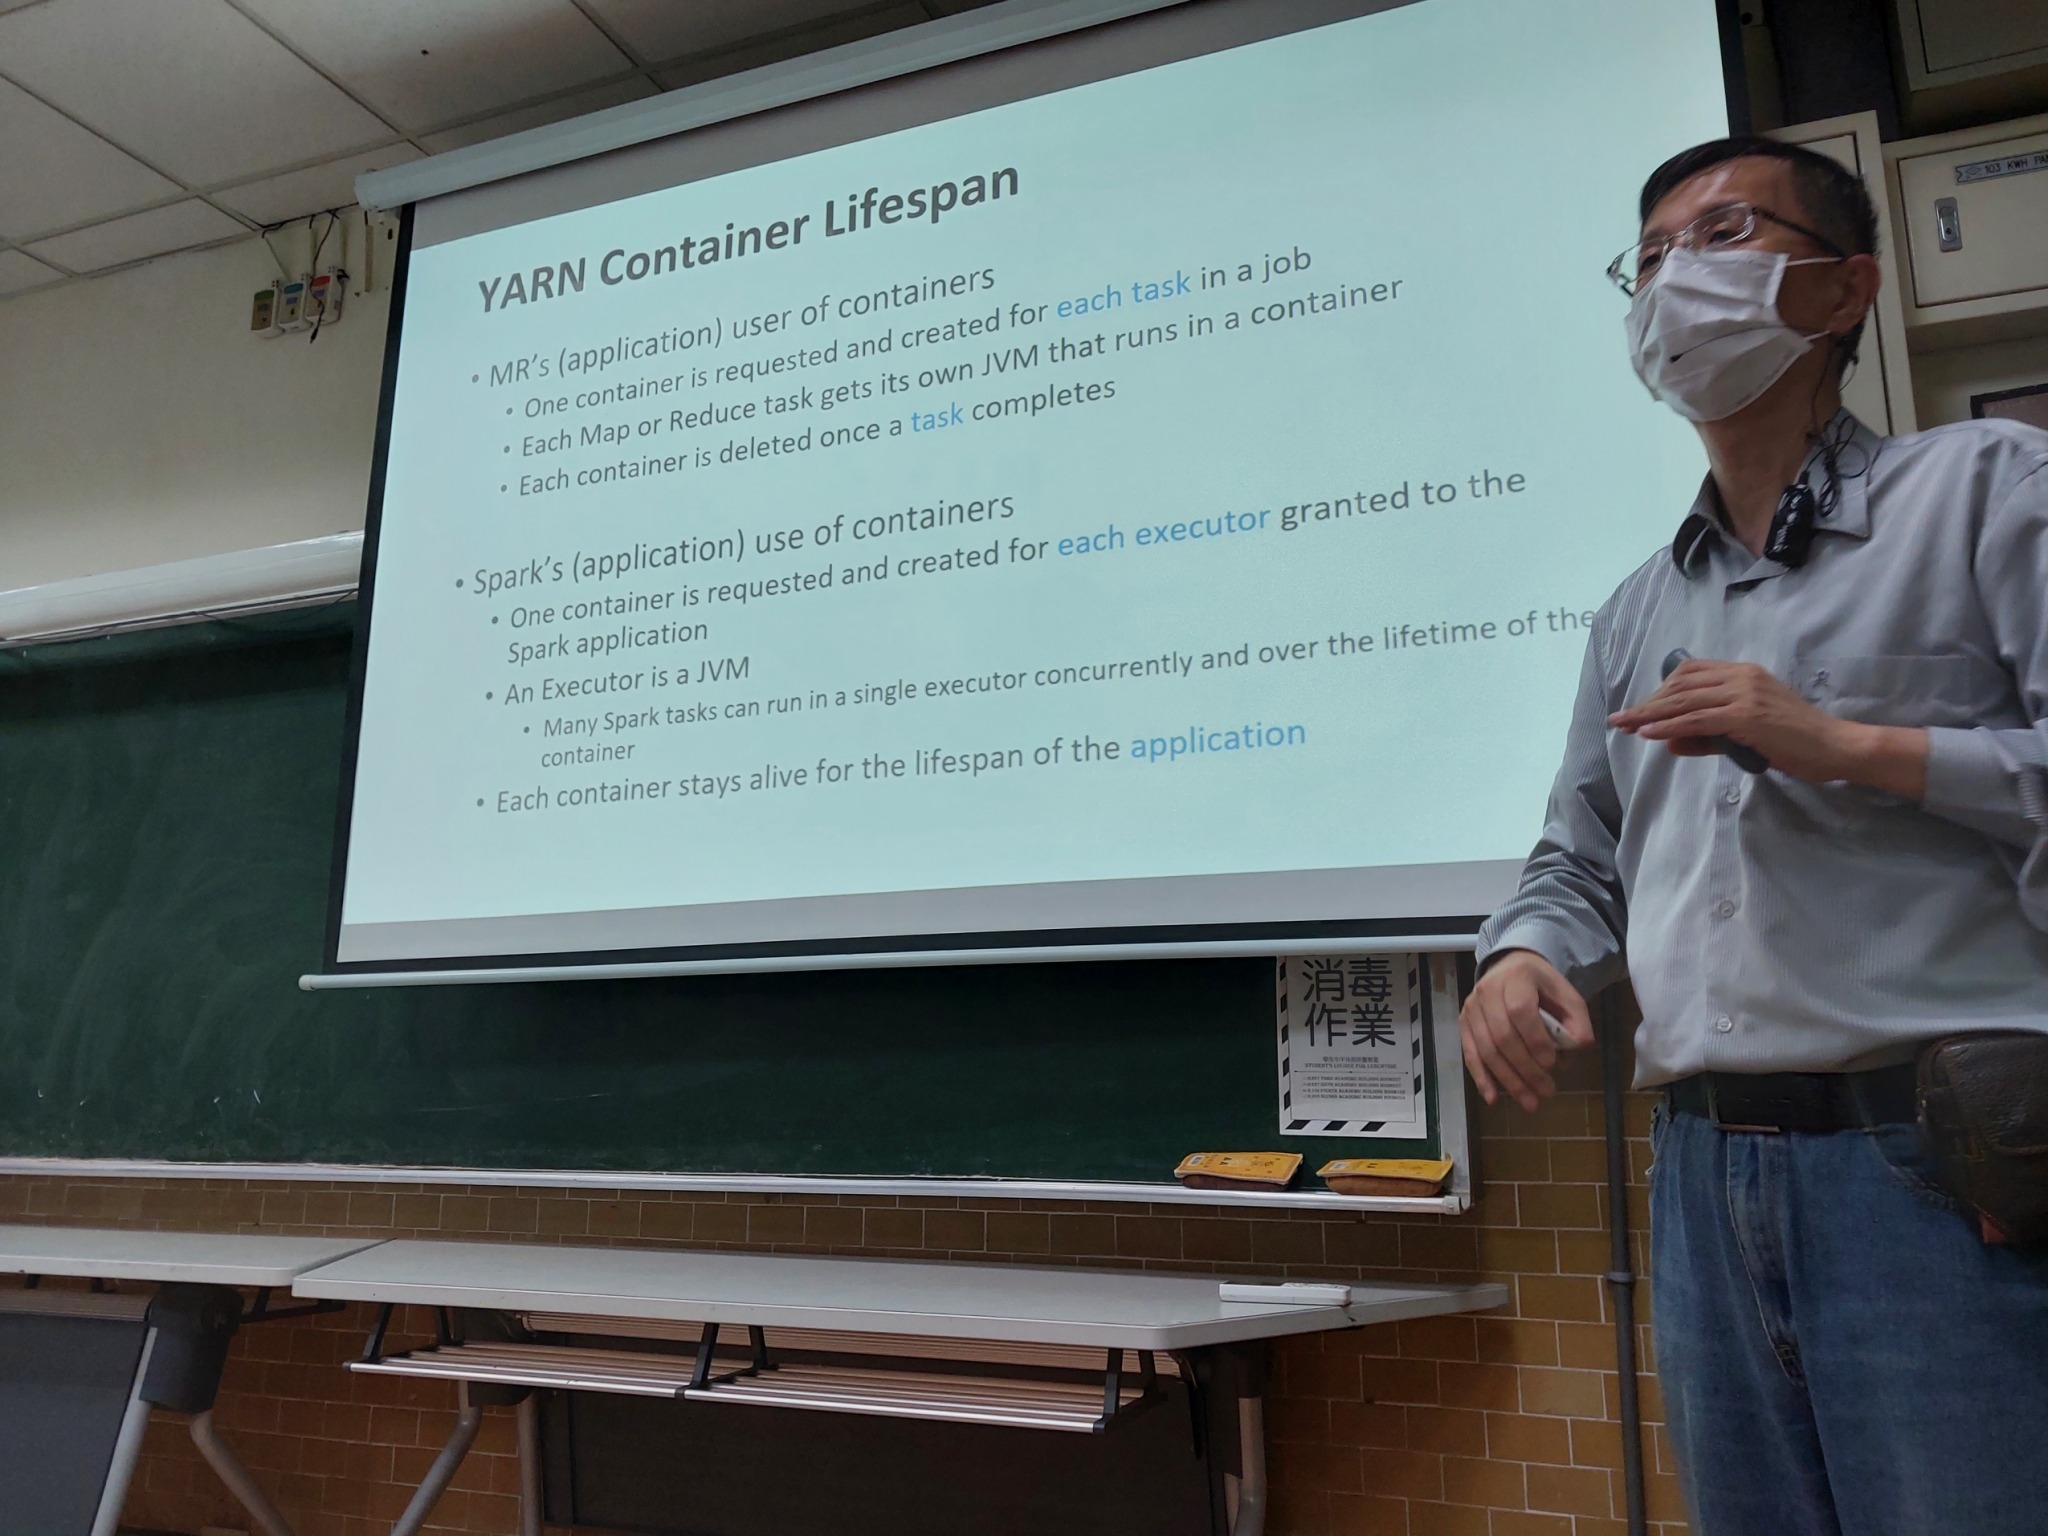 YARN Container Lifespan
• MR's (application) user of containers
• One container is requested and created for each task in a job
• Each Map or Reduce task gets its own JVM that runs in a container
• Each container is deleted once a task completes
• Spark's (application) use of containers
• One container is requested and created for each executor granted to the
Spark application
• An Executor is a JVM
• Many Spark tasks can run in a single executor concurrently and over the lifetime of the
container
• Each container stays alive for the lifespan of the application
103 KWH
消毒
作業